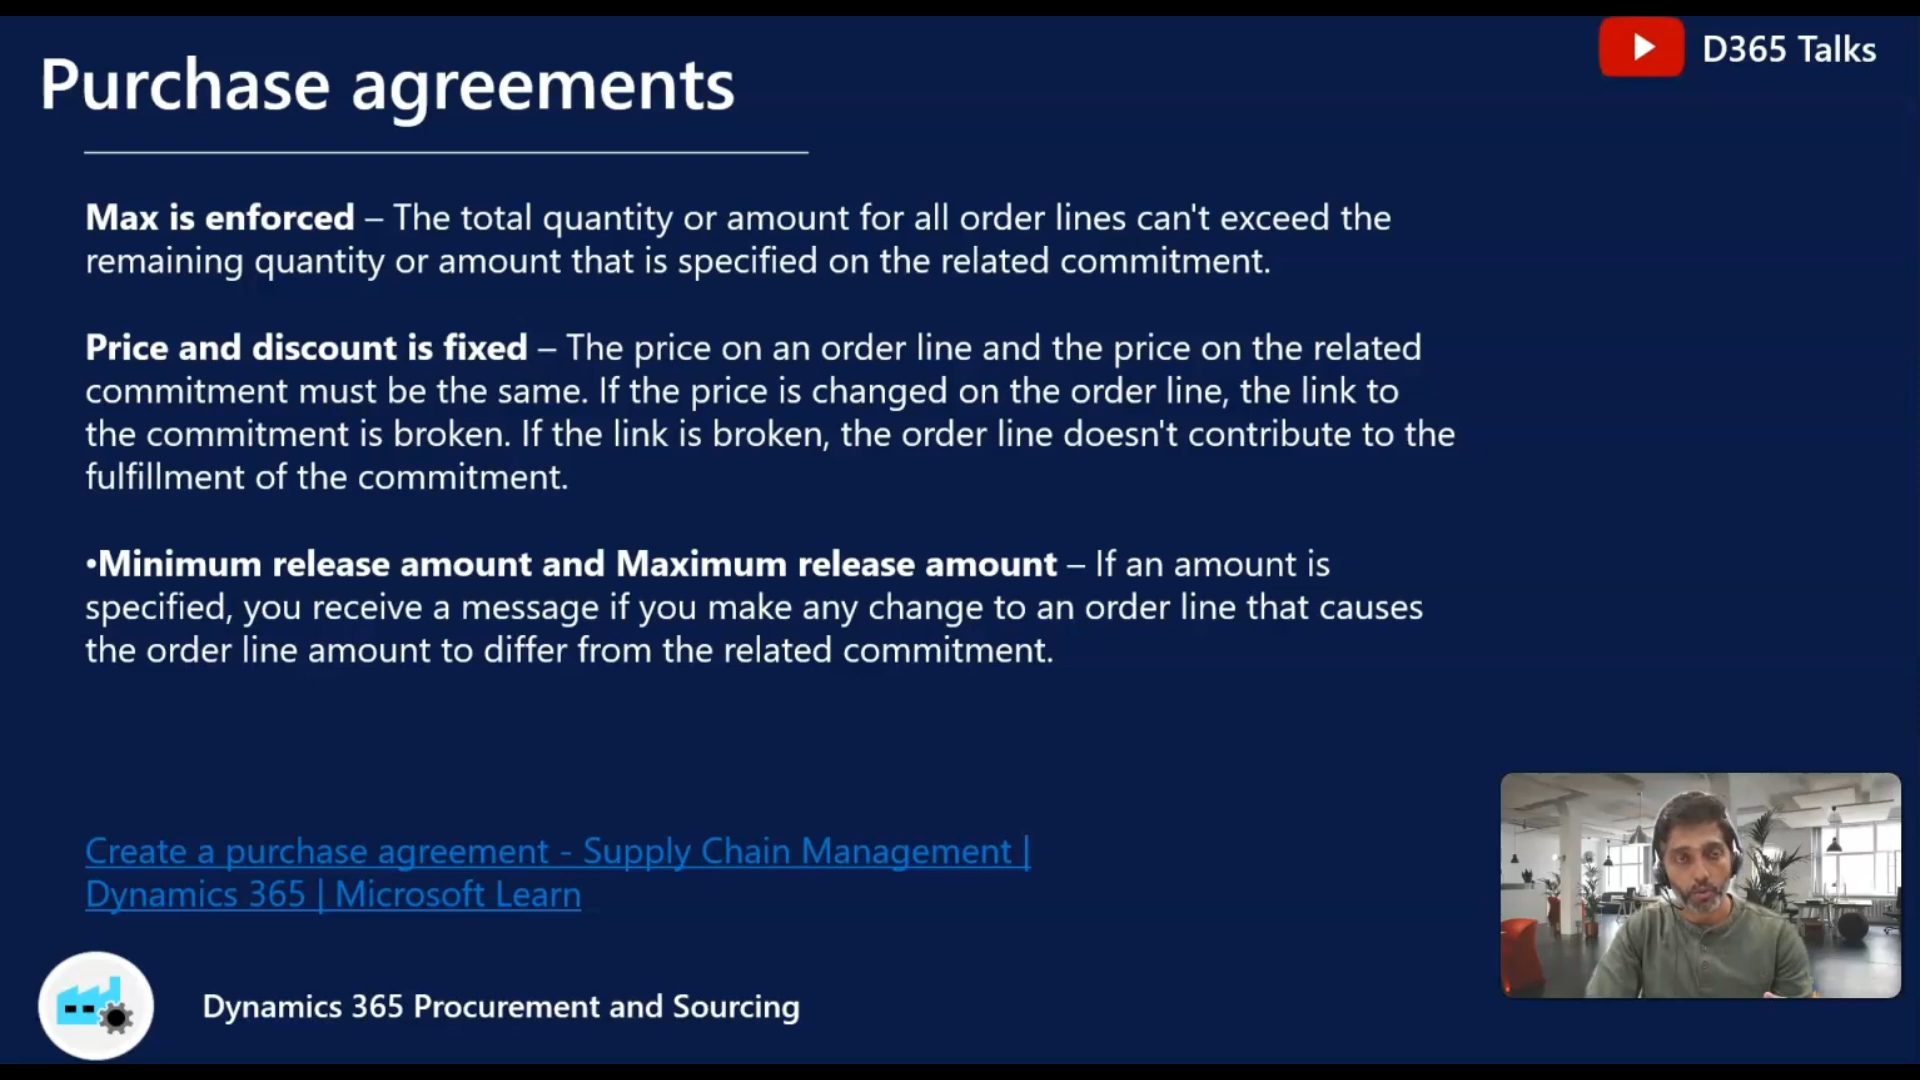 Purchase agreements
D365 Talks
Max is enforced – The total quantity or amount for all order lines can't exceed the
remaining quantity or amount that is specified on the related commitment.
Price and discount is fixed – The price on an order line and the price on the related
commitment must be the same. If the price is changed on the order line, the link to
the commitment is broken. If the link is broken, the order line doesn't contribute to the
fulfillment of the commitment.
•Minimum release amount and Maximum release amount – If an amount is
specified, you receive a message if you make any change to an order line that causes
the order line amount to differ from the related commitment.
Create a purchase agreement - Supply Chain Management |
Dynamics 365 | Microsoft Learn
Dynamics 365 Procurement and Sourcing